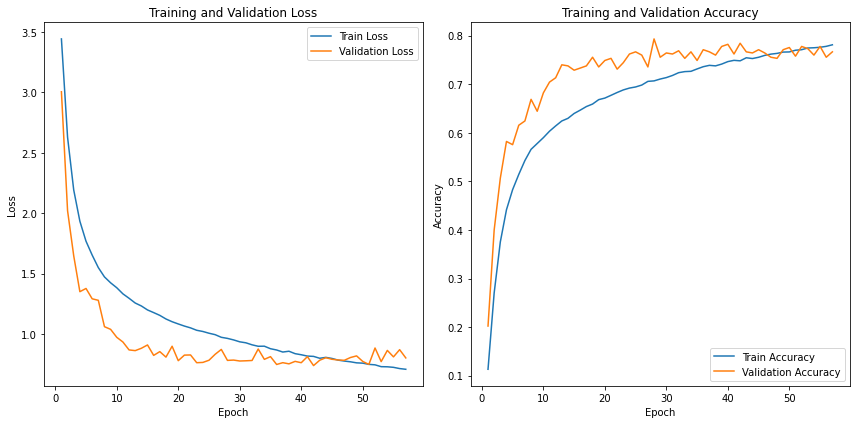 Training and Validation Loss
3.5
3.0
2.5
2.0
1.5
1.0
Loss
0
10
20
30
40
50
Epoch
Train Loss
Validation Loss
Training and Validation Accuracy
0.8
0.7
0.6
0.5
0.4
0.3
0.2
0.1
Accuracy
0
10
20
30
40
50
Epoch
Train Accuracy
Validation Accuracy